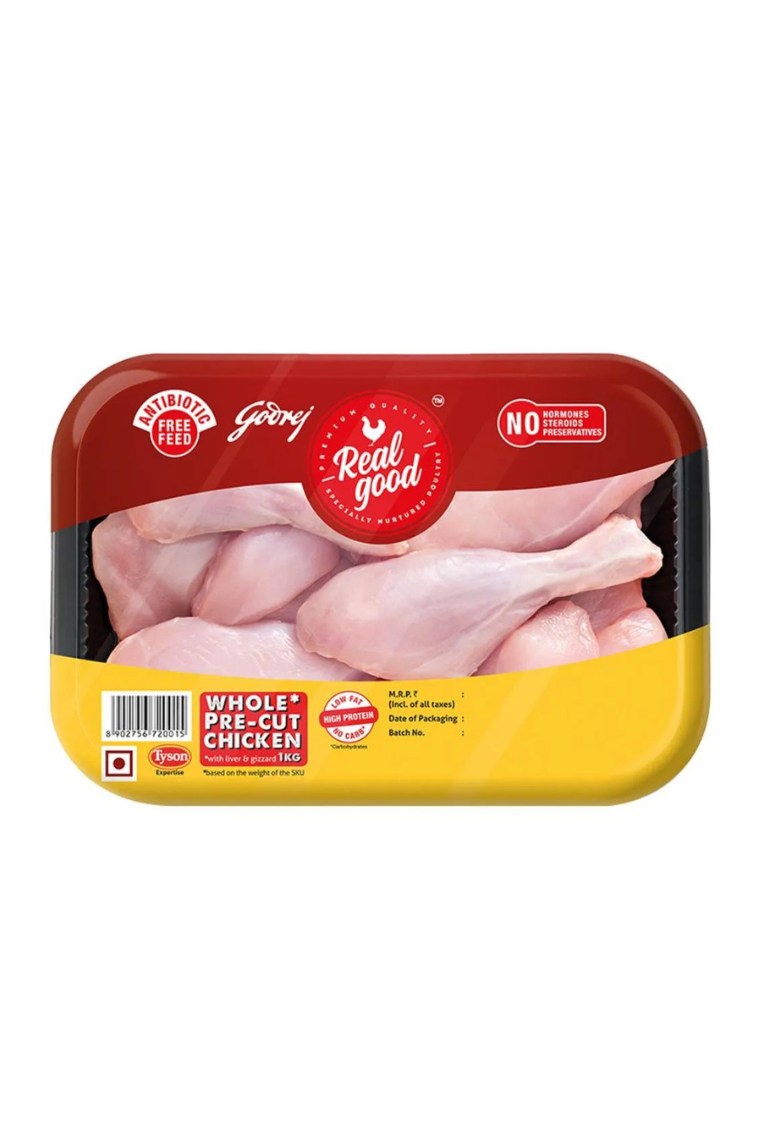 ANTIBIOTIC
FREE
FEED
Godrej
PREMIUM QUALITY
Real
good
SPECIALLY NURTURED POULTRY
TM
NO HORMONES
STEROIDS
PRESERVATIVES
8 902756 720015
Tyson
Expertise
WHOLE*
PRE-CUT
CHICKEN
*with liver & gizzard 1KG
*based on the weight of the SKU
LOW FAT
HIGH PROTEIN
NO CARB*
*Carbohydrates
M.R.P. ₹ :
(Incl. of all taxes)
Date of Packaging :
Batch No. :